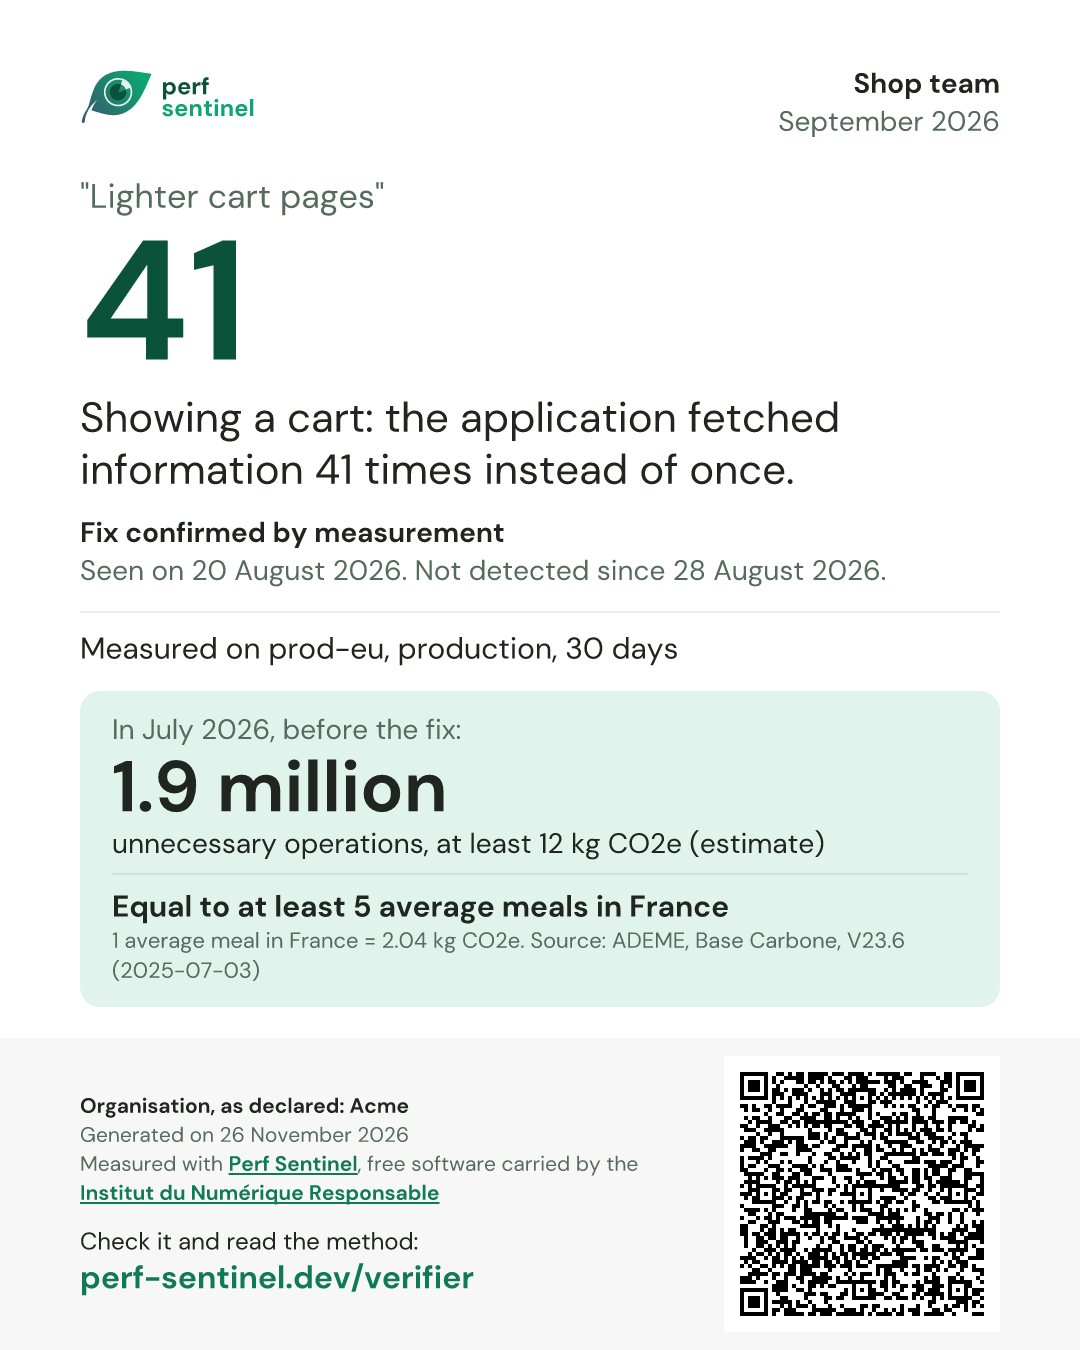 perf
sentinel
Shop team
September 2026
"Lighter cart pages"
41
Showing a cart: the application fetched
information 41 times instead of once.
Fix confirmed by measurement
Seen on 20 August 2026. Not detected since 28 August 2026.
Measured on prod-eu, production, 30 days
In July 2026, before the fix:
1.9 million
unnecessary operations, at least 12 kg CO2e (estimate)
Equal to at least 5 average meals in France
1 average meal in France = 2.04 kg CO2e. Source: ADEME, Base Carbone, V23.6
(2025-07-03)
Organisation, as declared: Acme
Generated on 26 November 2026
Measured with Perf Sentinel, free software carried by the
Institut du Numérique Responsable
Check it and read the method:
perf-sentinel.dev/verifier